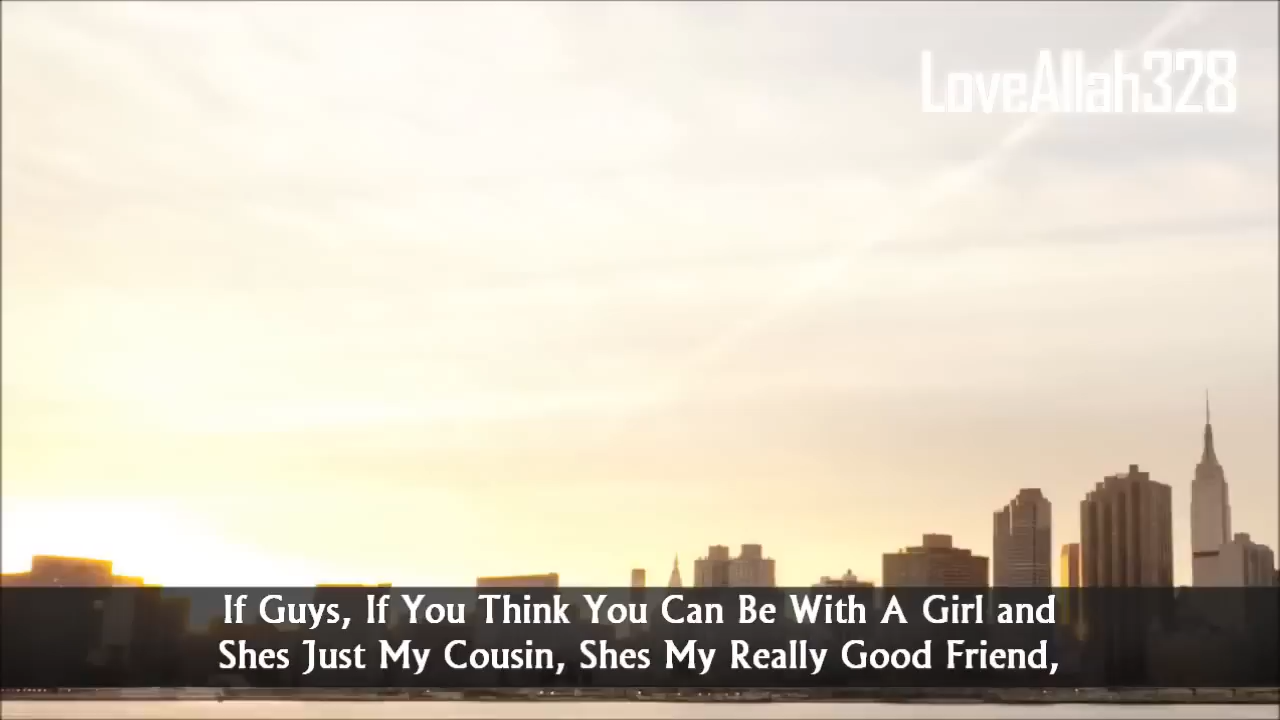 LoveAllah328
If Guys, If You Think You Can Be With A Girl and
Shes Just My Cousin, Shes My Really Good Friend,